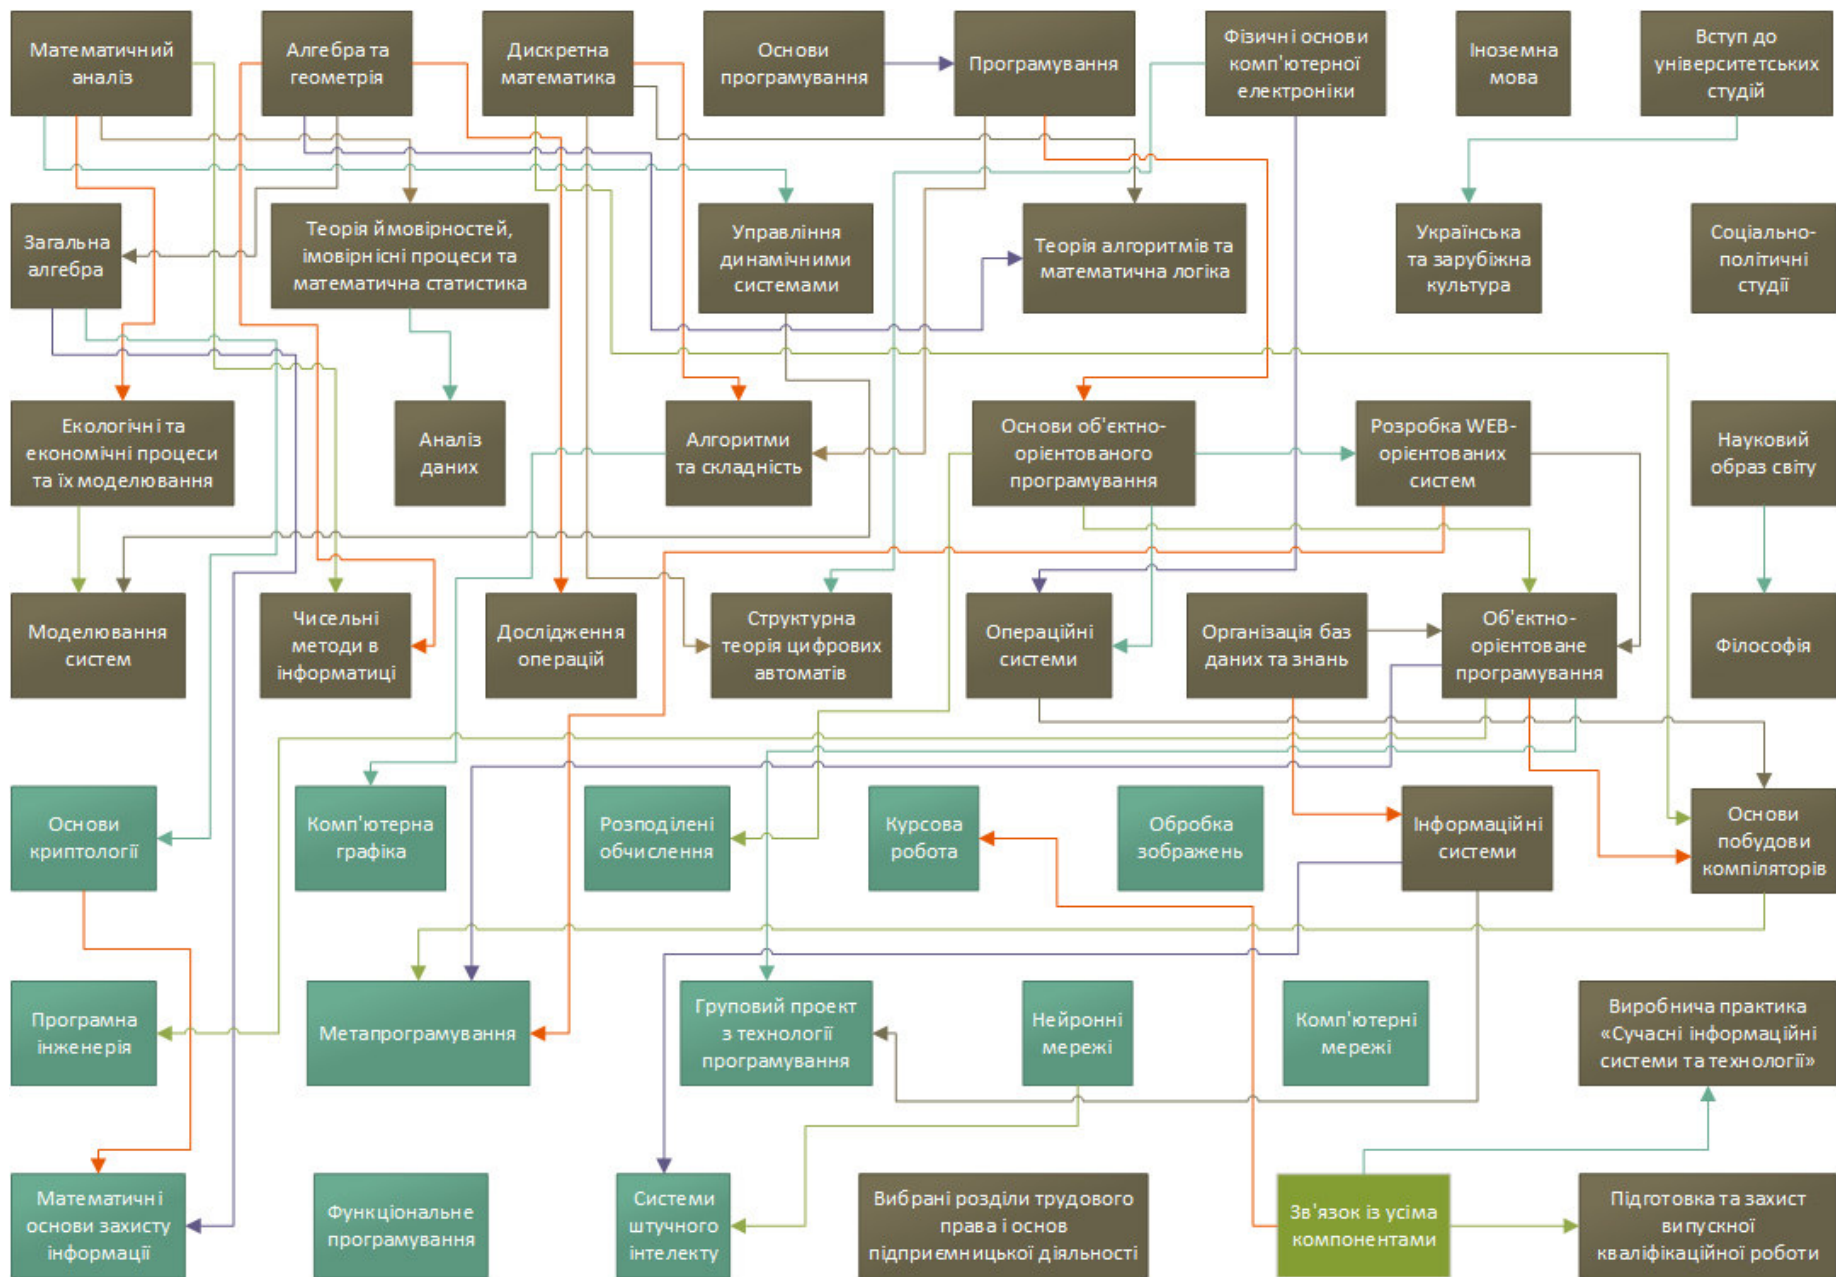 Математичний
аналіз
Алгебра та
геометрія
Дискретна
математика
Основи
програмування
Програмування
Фізичні основи
комп'ютерної
електроніки
Іноземна
мова
Вступ до
університетських
студій
Загальна
алгебра
Теорія ймовірностей,
імовірнісні процеси та
математична статистика
Управління
динамічними
системами
Теорія алгоритмів та
математична логіка
Українська
та зарубіжна
культура
Соціально-
політичні
студії
Екологічні та
економічні процеси
та їх моделювання
Аналіз
даних
Алгоритми
та складність
Основи об'єктно-
орієнтованого
програмування
Розробка WEB-
орієнтованих
систем
Науковий
образ світу
Моделювання
систем
Чисельні
методи в
інформатиці
Дослідження
операцій
Структурна
теорія цифрових
автоматів
Операційні
системи
Організація баз
даних та знань
Об'єктно-
орієнтоване
програмування
Філософія
Основи
криптології
Комп'ютерна
графіка
Розподілені
обчислення
Курсова
робота
Обробка
зображень
Інформаційні
системи
Основи
побудови
компіляторів
Програмна
інженерія
Метапрограмування
Груповий проект
з технології
програмування
Нейронні
мережі
Комп'ютерні
мережі
Виробнича практика
«Сучасні інформаційні
системи та технології»
Математичні
основи захисту
інформації
Функціональне
програмування
Системи
штучного
інтелекту
Вибрані розділи трудового
права і основ
підприємницької діяльності
Зв'язок із усіма
компонентами
Підготовка та захист
випускної
кваліфікаційної роботи